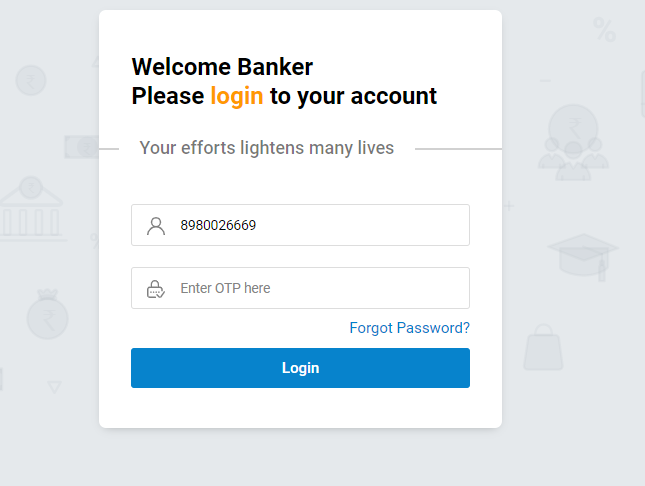 Welcome Banker
Please login to your account
Your efforts lightens many lives
8980026669
Enter OTP here
Forgot Password?
Login